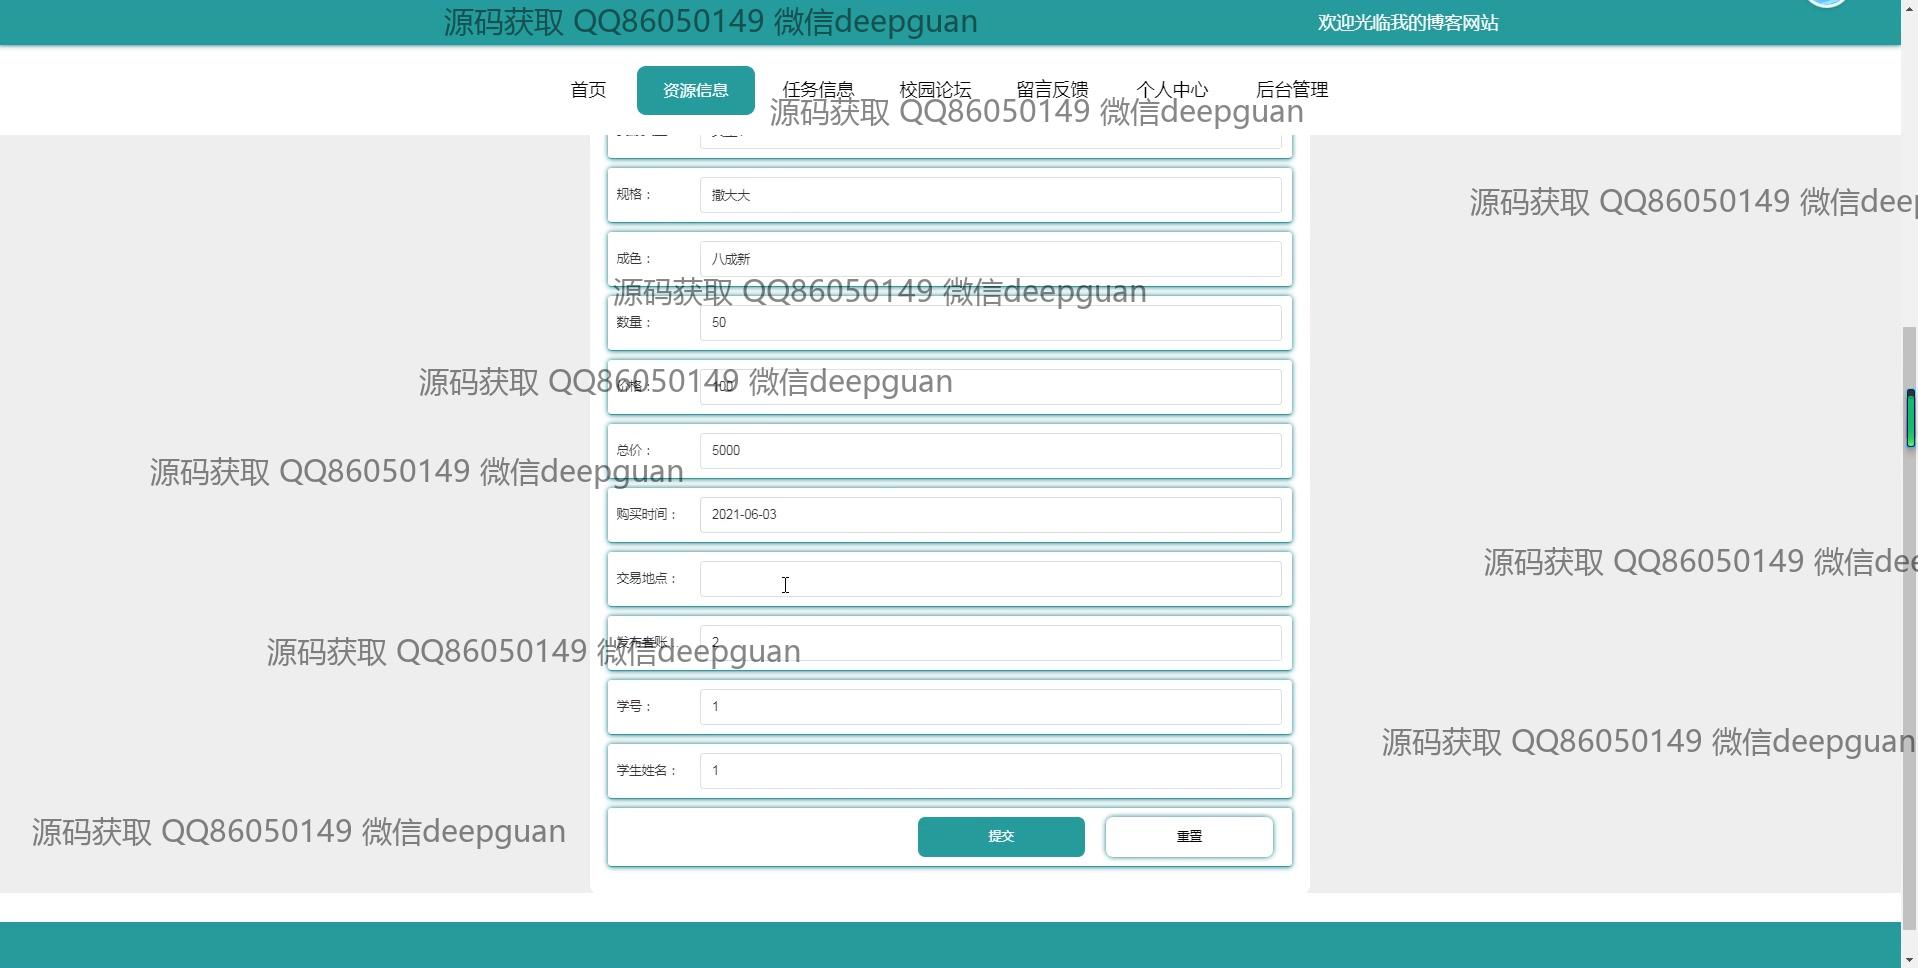 源码获取 QQ86050149 微信deepguan
欢迎光临我的博客网站
首页 资源信息 任务信息 校园论坛 留言反馈 个人中心 后台管理
源码获取 QQ86050149 微信deepguan
规格： 撒大大
源码获取 QQ86050149 微信dee
成色： 八成新
源码获取 QQ86050149 微信deepguan
数量： 50
源码获取 QQ86050149 微信deepguan
价格： 100
总价： 5000
源码获取 QQ86050149 微信deepguan
购买时间： 2021-06-03
源码获取 QQ86050149 微信dee
交易地点：
发布者账 2
源码获取 QQ86050149 微信deepguan
学号： 1
源码获取 QQ86050149 微信deepguan
学生姓名： 1
源码获取 QQ86050149 微信deepguan
提交 重置